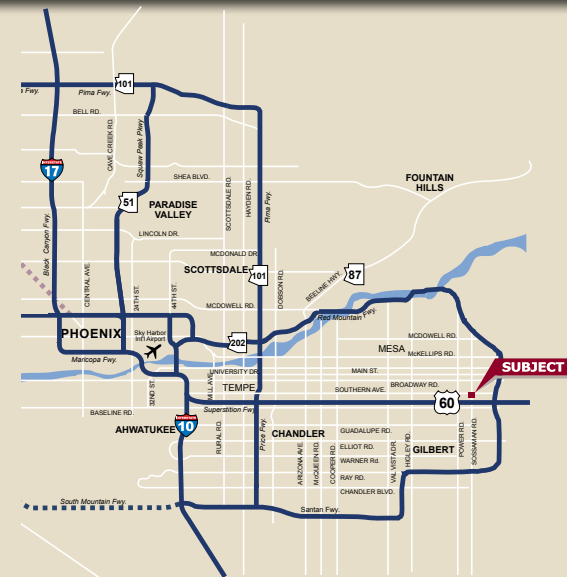 a Fwy.
Pima Fwy.
101
BELL RD.
CAVE CREEK RD.
Squaw Peak Pkwy
INTERSTATE
17
SHEA BLVD.
FOUNTAIN
HILLS
SCOTTSDALE RD.
HAYDEN RD.
Pima Fwy.
51
PARADISE
VALLEY
Black Canyon Fwy.
LINCOLN DR.
McDONALD DR.
SCOTTSDALE
101
DOBSON RD.
BEELINE HWY.
87
CENTRAL AVE.
24TH ST.
44TH ST.
McDOWELL RD.
Red Mountain Fwy.
PHOENIX
Sky Harbor
Int'l Airport
202
McDOWELL RD.
MESA
McKELLIPS RD.
Maricopa Fwy.
UNIVERSITY DR.
MAIN ST.
SUBJECT
32ND ST.
MILL AVE.
TEMPE
SOUTHERN AVE.
BROADWAY RD.
60
BASELINE RD.
Superstition Fwy.
AHWATUKEE
INTERSTATE
10
RURAL RD.
Price Fwy.
CHANDLER
GUADALUPE RD.
ELLIOT RD.
WARNER Rd.
RAY RD.
CHANDLER BLVD.
ARIZONA AVE.
McQUEEN RD.
COOPER RD.
VAL VISTA DR.
HIGLEY RD.
GILBERT
POWER RD.
SOSSAMAN RD.
South Mountain Fwy.
Santan Fwy.